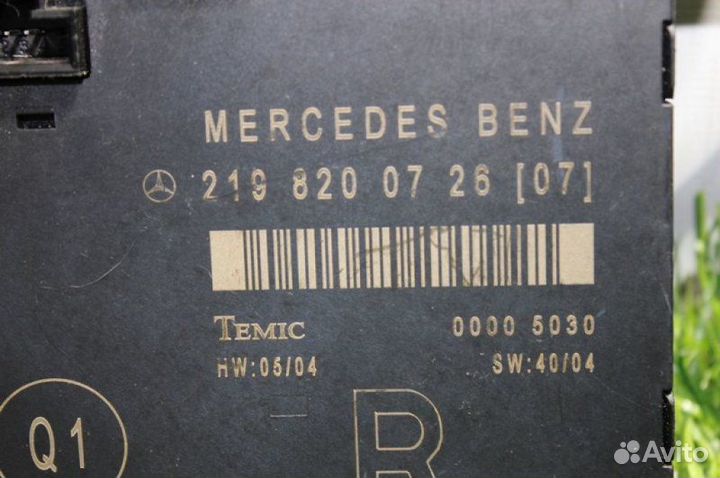 MERCEDES BENZ
219 820 07 26 [07]
TEMIC 0000 5030
HW:05/04 SW:40/04
Q1
R
Avito